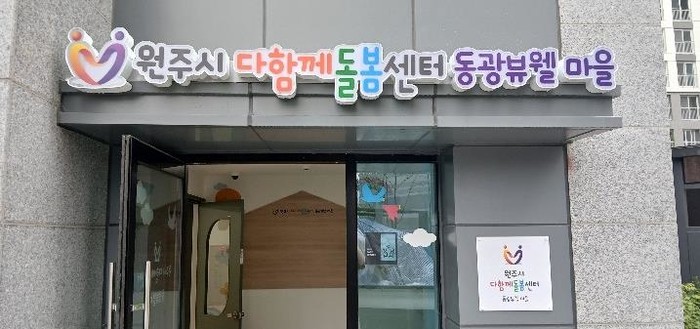 원주시 다함께돌봄센터 동광뷰웰 마을
원주시
다함께돌봄센터